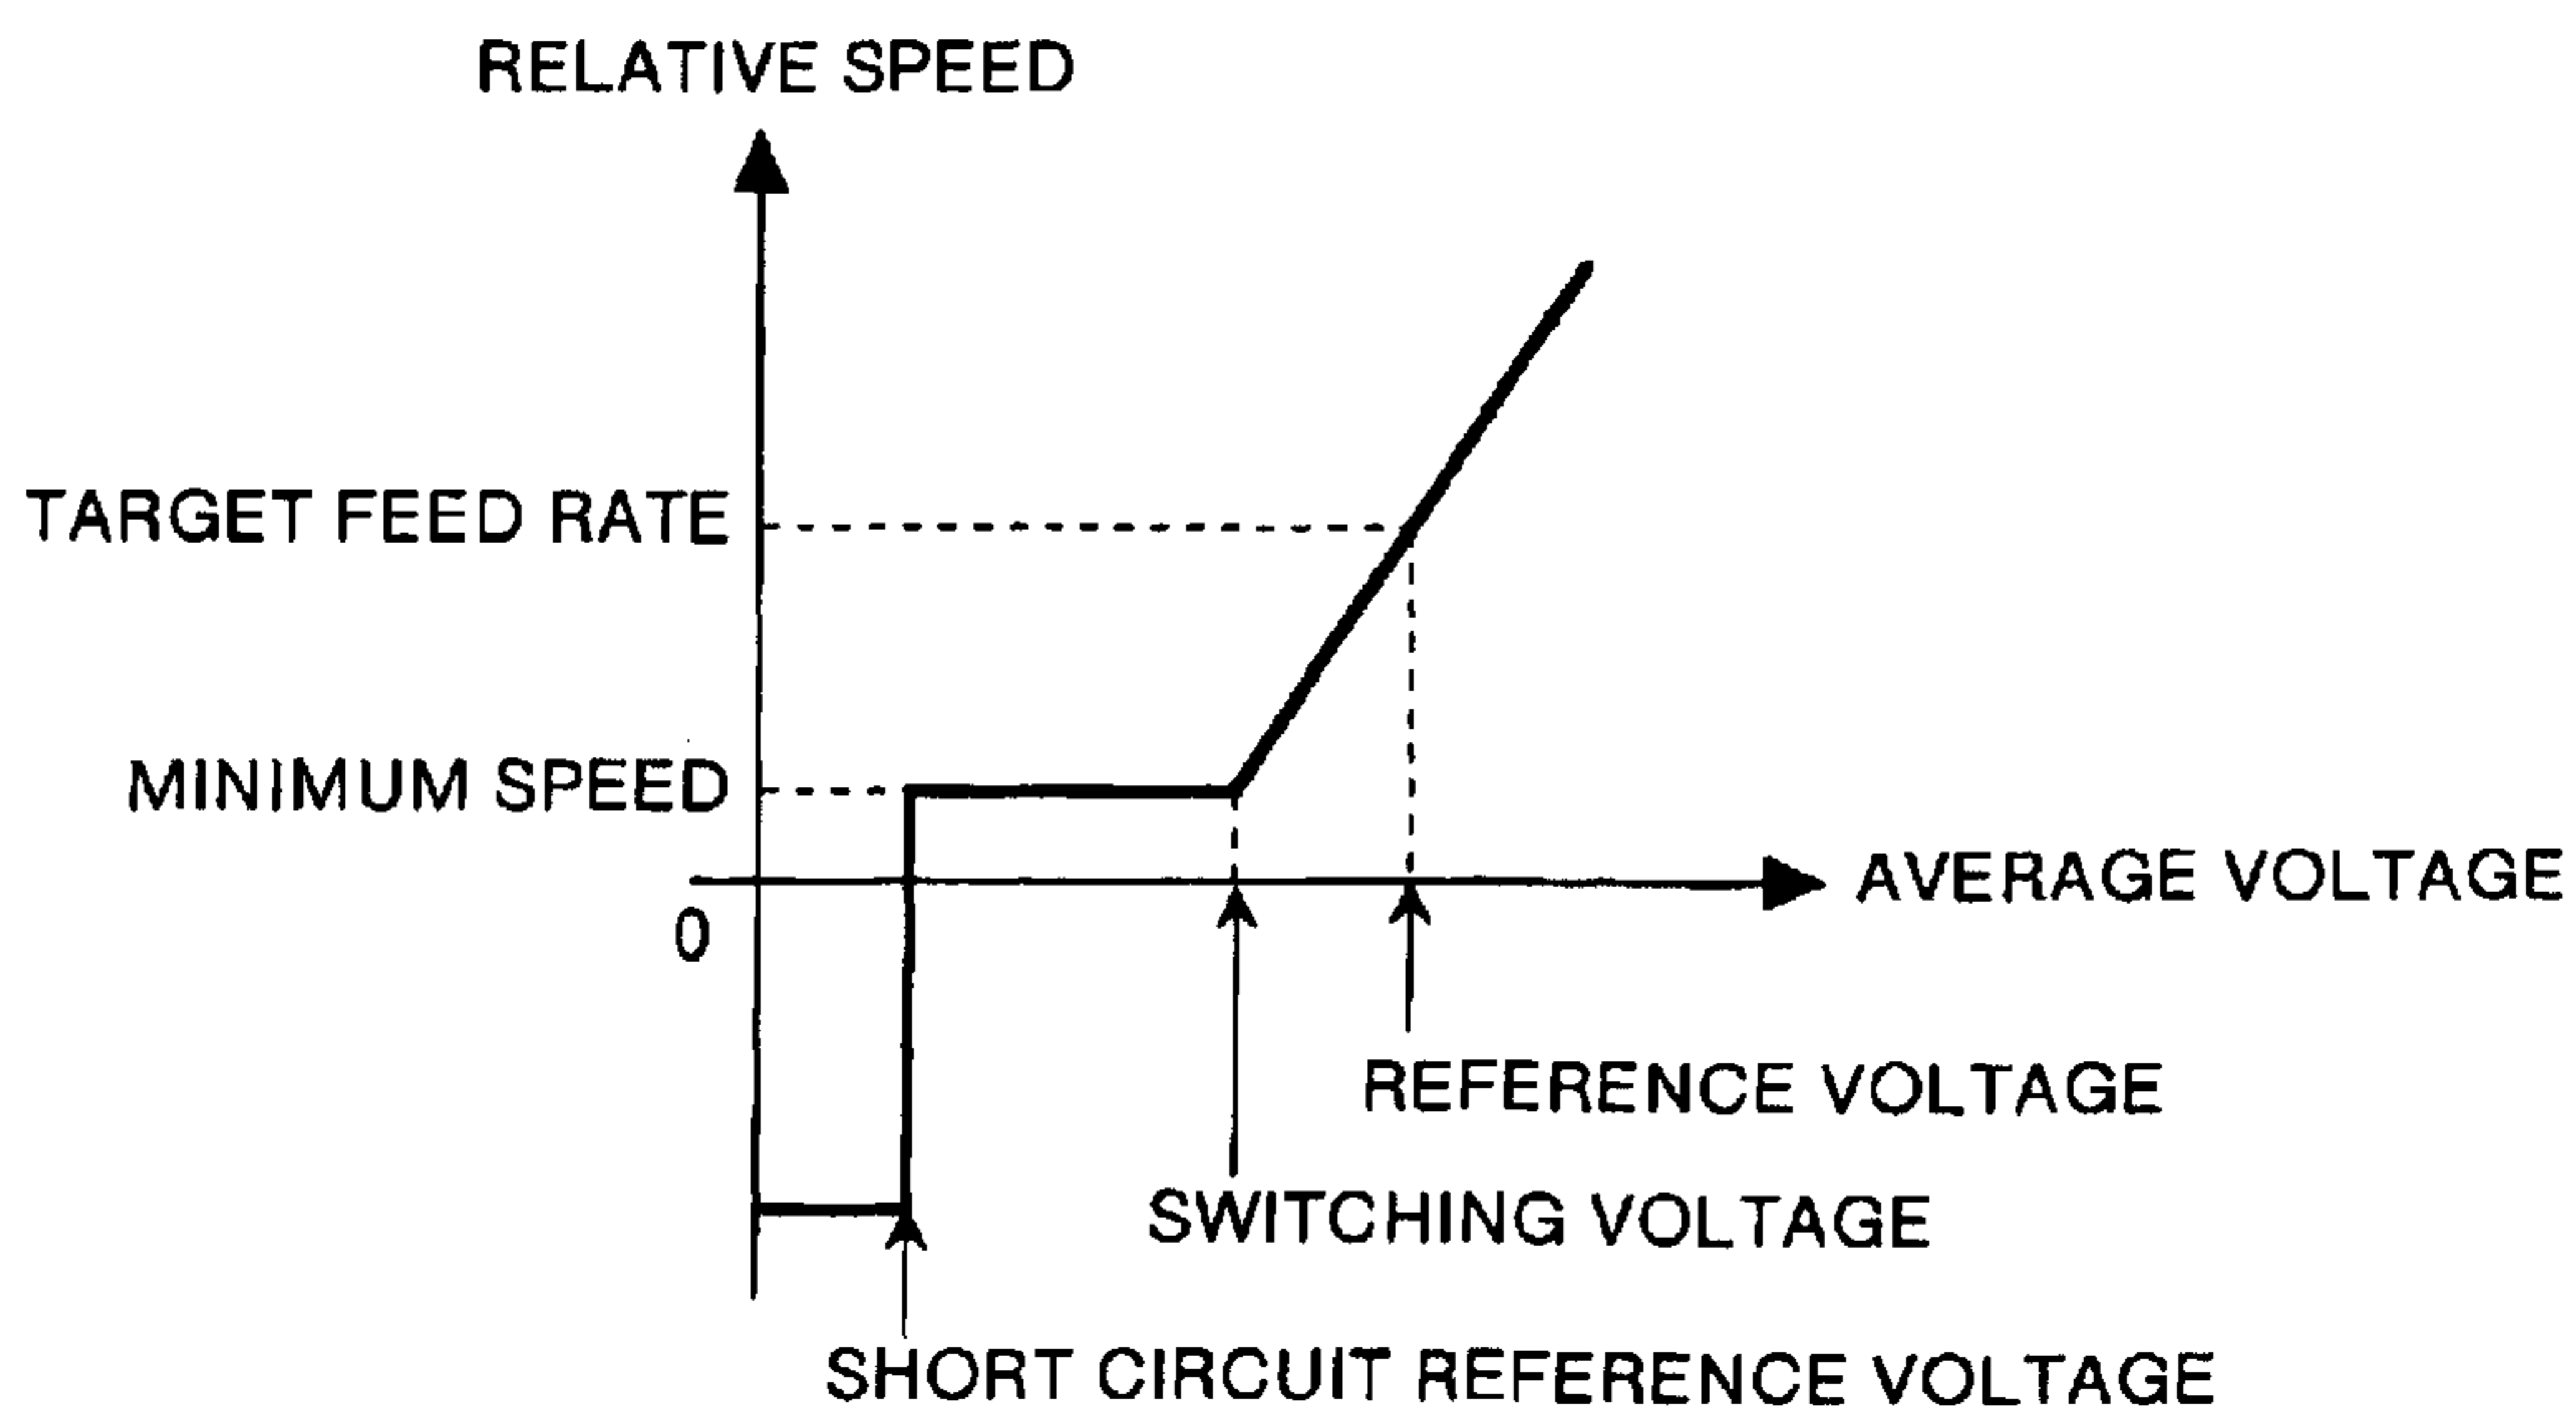 RELATIVE SPEED
TARGET FEED RATE
MINIMUM SPEED
AVERAGE VOLTAGE
0
REFERENCE VOLTAGE
SWITCHING VOLTAGE
SHORT CIRCUIT REFERENCE VOLTAGE